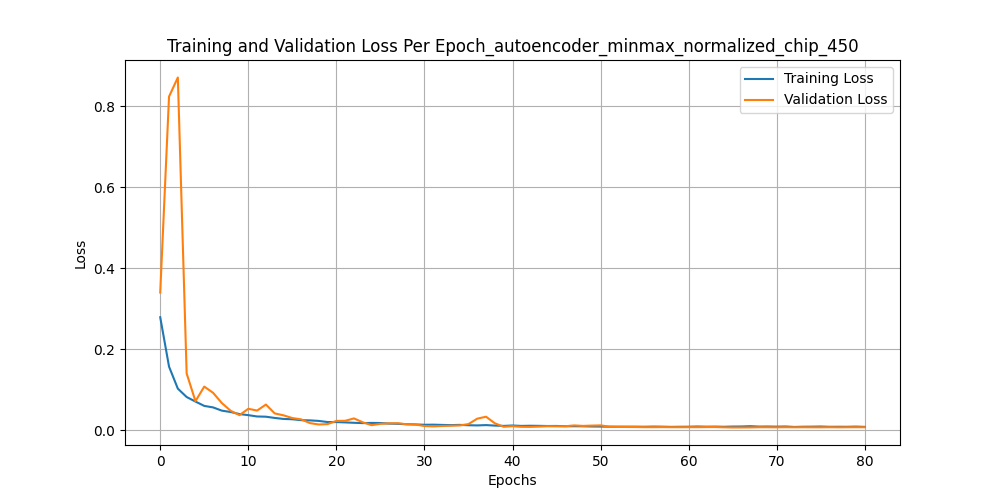 Training and Validation Loss Per Epoch_autoencoder_minmax_normalized_chip_450
Training Loss
Validation Loss
Loss
0.8
0.6
0.4
0.2
0.0
0 10 20 30 40 50 60 70 80
Epochs